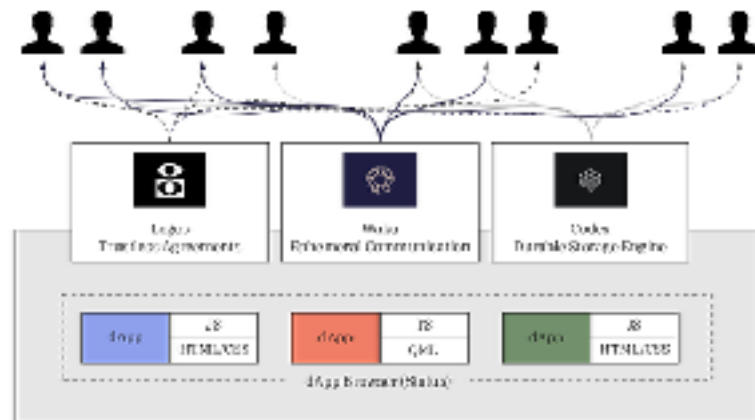 Logos
Trustless Agreements
Waku
Ephemeral Communication
Codex
Durable Storage Engine
dApp
JS
HTML/CSS
dApp
JS
QML
dApp
JS
HTML/CSS
dApp Browser (Status)